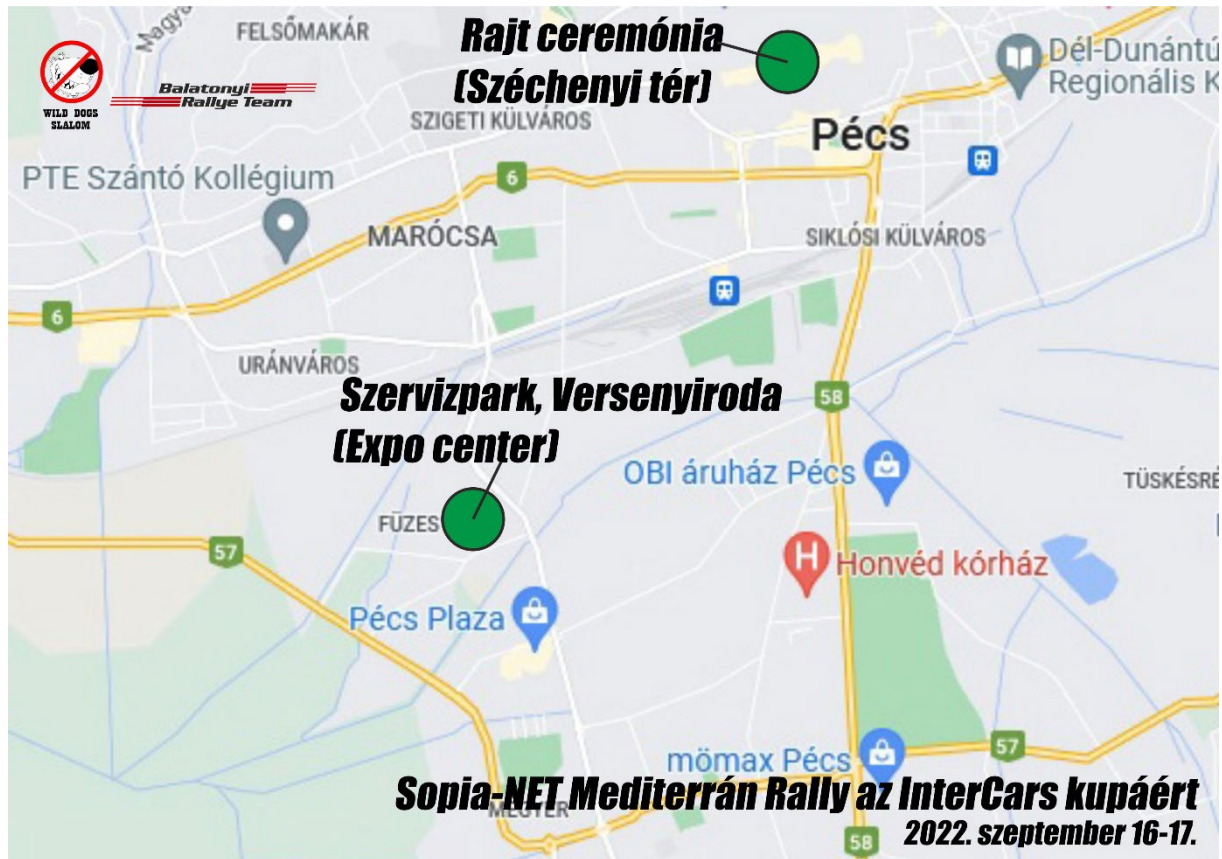 Magya
FELSŐMAKÁR
Rajt ceremónia
(Széchenyi tér)
Dél-Dunántú
Regionális K
WILD DOGS
SLALOM
Balatonyi
Rallye Team
SZIGETI KÜLVÁROS
Pécs
PTE Szántó Kollégium
6
MARÓCSA
SIKLÓSI KÜLVÁROS
6
URÁNVÁROS
Szervizpark, Versenyiroda
(Expo center)
58
OBI áruház Pécs
TÜSKÉSRÉ
FÜZES
57
H
Honvéd kórház
Pécs Plaza
57
mömax Pécs
Sopia-NET Mediterrán Rally az InterCars kupáért
MEGYER
2022. szeptember 16-17.
58